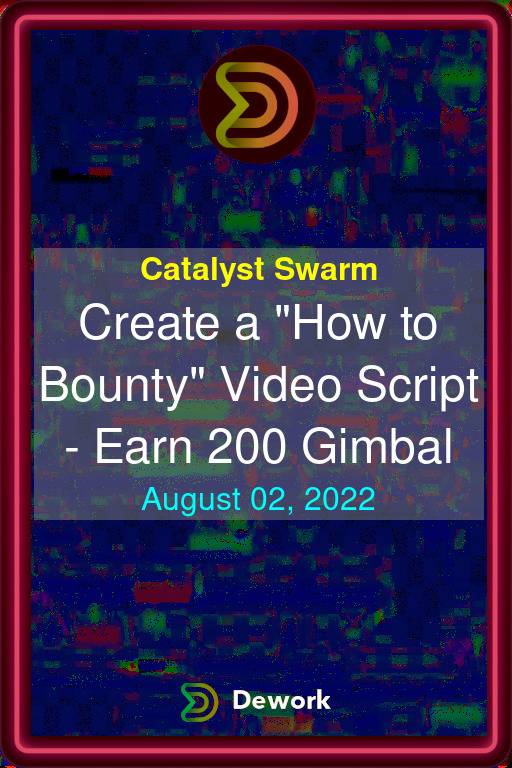 Catalyst Swarm
Create a "How to
Bounty" Video Script
- Earn 200 Gimbal
August 02, 2022
Dework